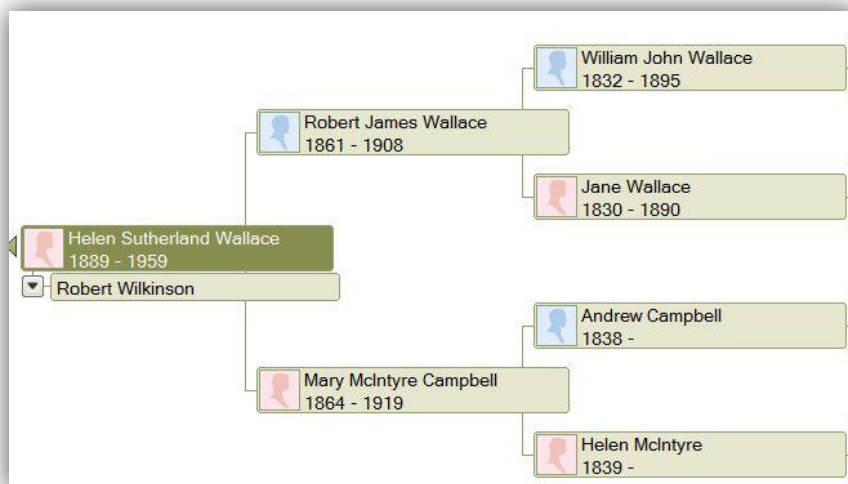 William John Wallace
1832 - 1895
Robert James Wallace
1861 - 1908
Jane Wallace
1830 - 1890
Helen Sutherland Wallace
1889 - 1959
Robert Wilkinson
Andrew Campbell
1838 -
Mary McIntyre Campbell
1864 - 1919
Helen McIntyre
1839 -